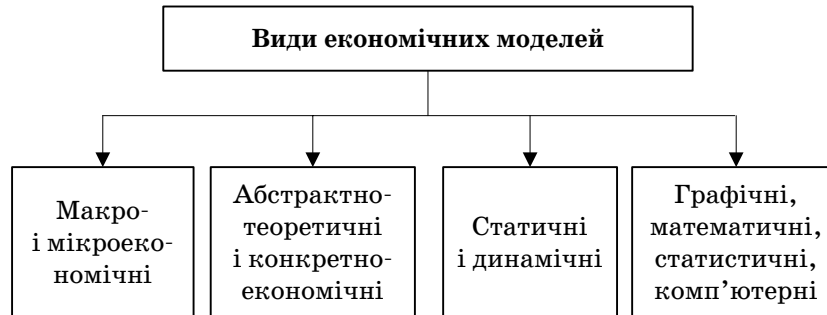 Види економічних моделей
Макро-
і мікроеко-
номічні
Абстрактно-
теоретичні
і конкретно-
економічні
Статичні
і динамічні
Графічні,
математичні,
статистичні,
комп’ютерні